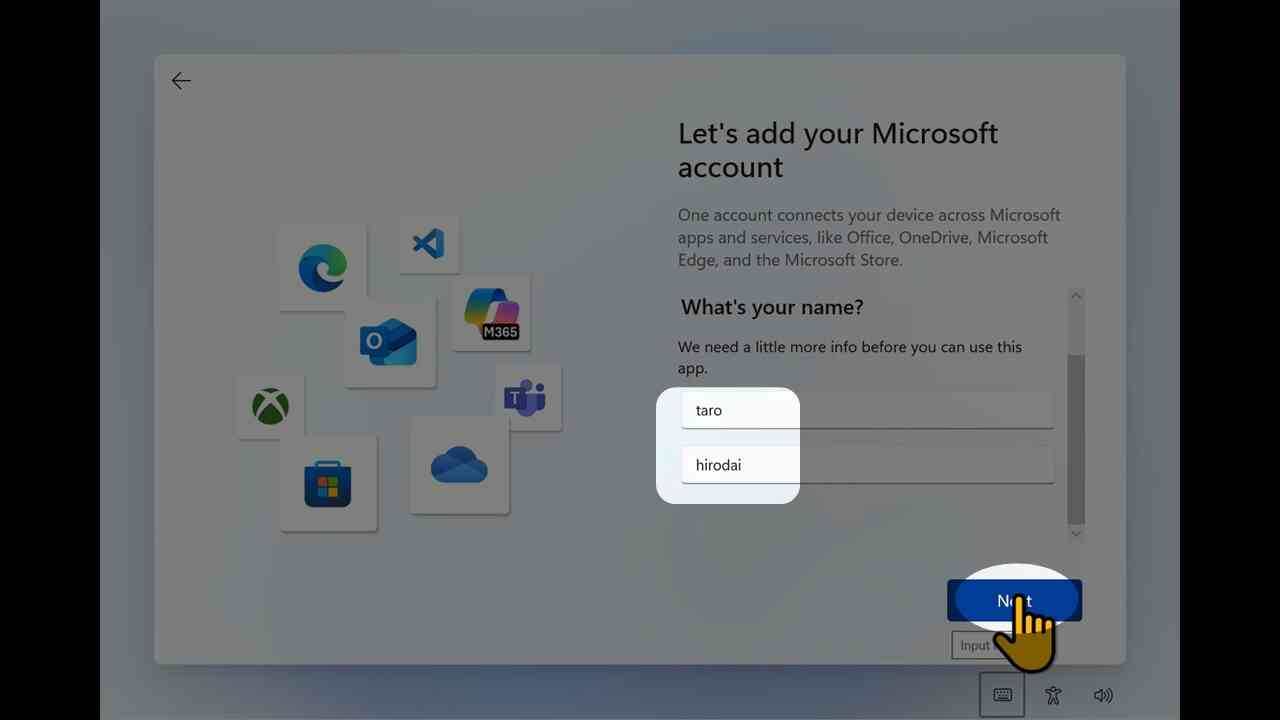 Let's add your Microsoft
account
One account connects your device across Microsoft
apps and services, like Office, OneDrive, Microsoft
Edge, and the Microsoft Store.
What's your name?
We need a little more info before you can use this
app.
taro
hirodai
M365
O
T
Next
Input